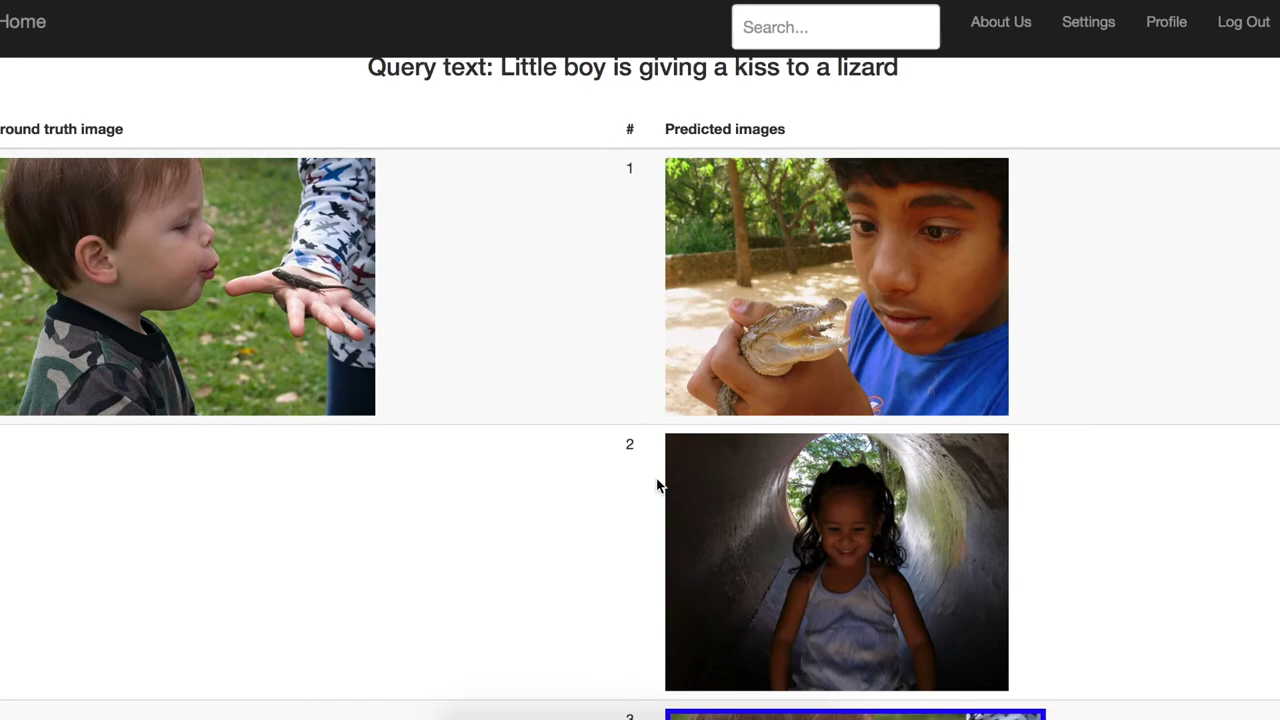 Home
Search...
About Us
Settings
Profile
Log Out
Query text: Little boy is giving a kiss to a lizard
round truth image
#
Predicted images
1
2
3